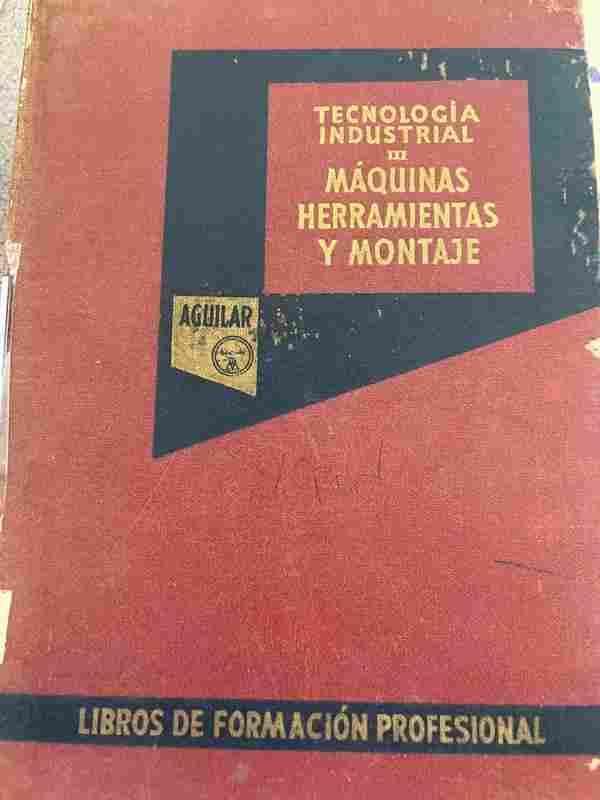 TECNOLOGÍA
INDUSTRIAL
III
MÁQUINAS
HERRAMIENTAS
Y MONTAJE
AGUILAR
LIBROS DE FORMACIÓN PROFESIONAL